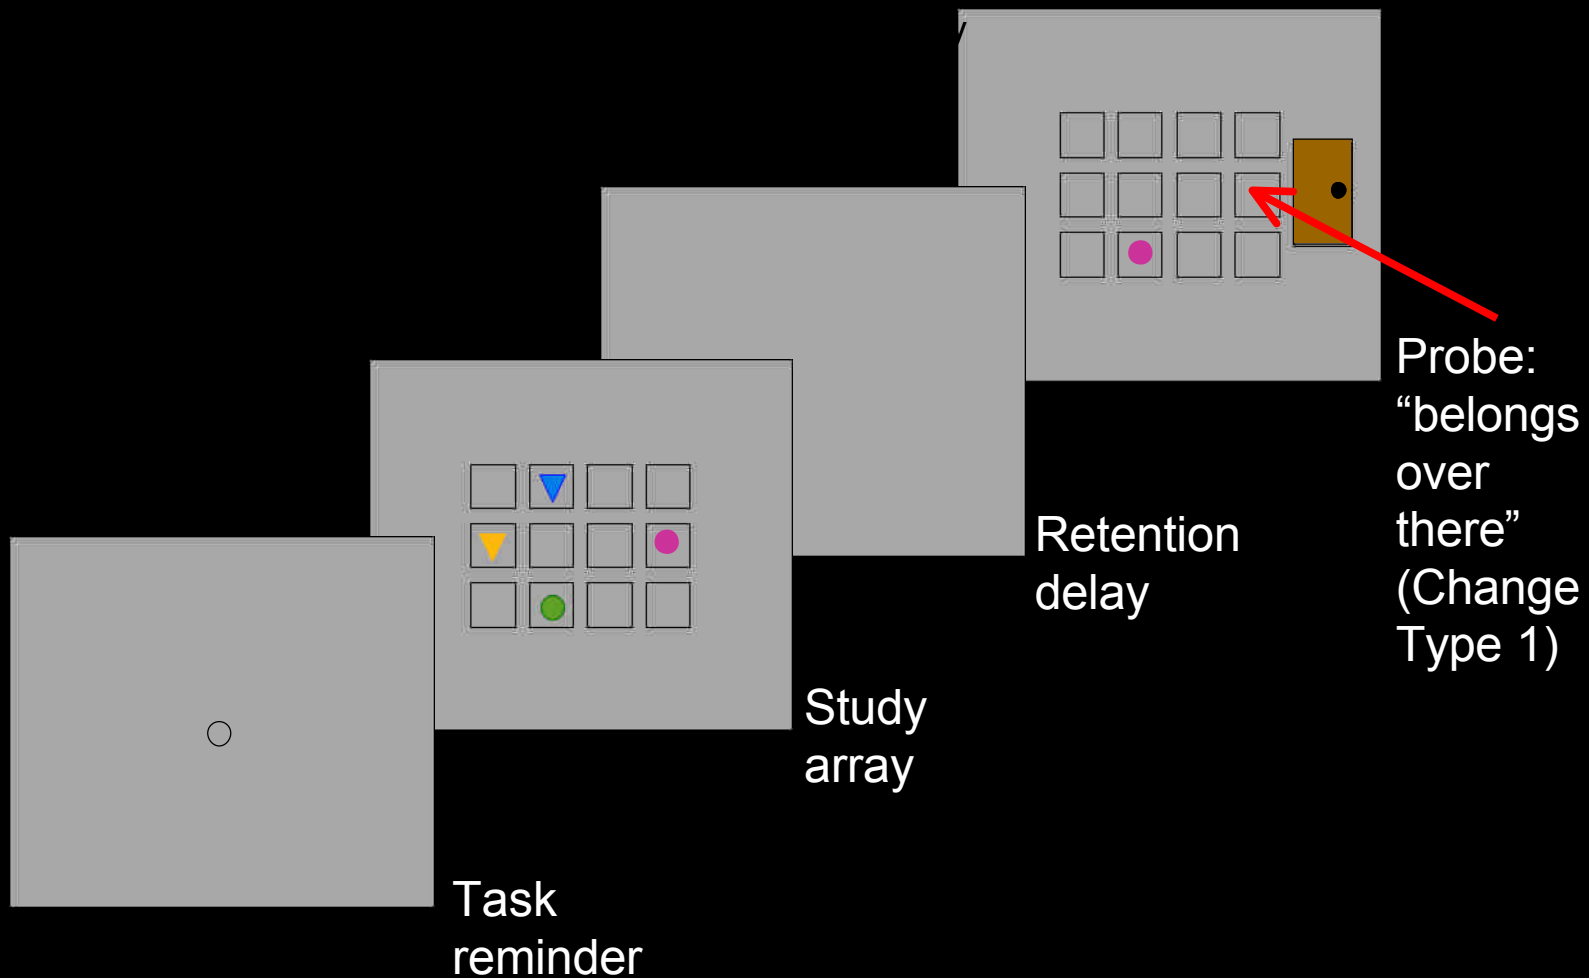 Probe:
“belongs
over
there”
(Change
Type 1)
Retention
delay
Study
array
Task
reminder